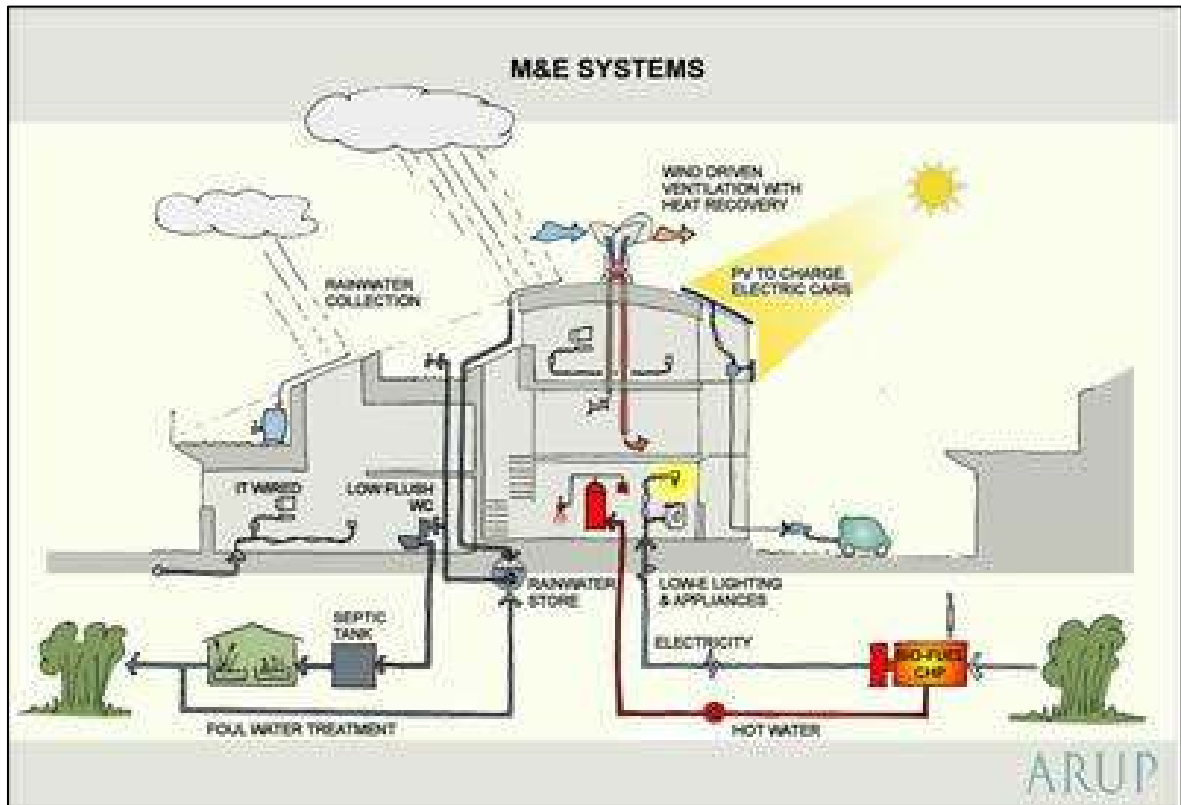 M&E SYSTEMS
WIND DRIVEN
VENTILATION WITH
HEAT RECOVERY
RAINWATER
COLLECTION
PV TO CHARGE
ELECTRIC CARS
IT WIRED
LOW FLUSH
WC
RAINWATER
STORE
LOW-E LIGHTING
& APPLIANCES
SEPTIC
TANK
ELECTRICITY
BIO-FUEL
CHP
FOUL WATER TREATMENT
HOT WATER
ARUP